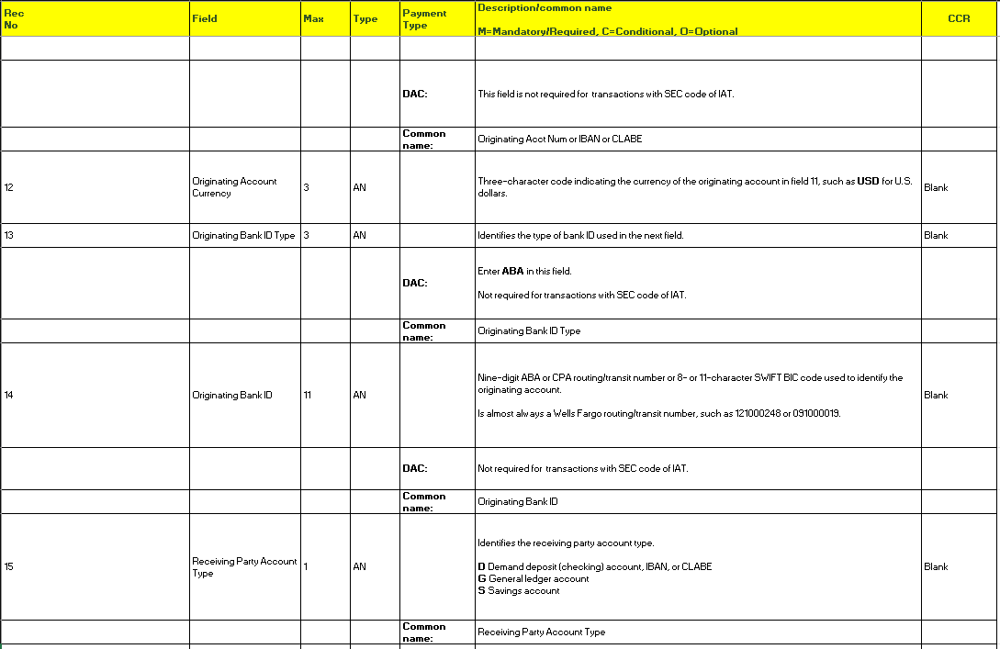 Rec No
Field
Max
Type
Payment Type
Description/common name
M=Mandatory/Required, C=Conditional, O=Optional
CCR
DAC:
This field is not required for transactions with SEC code of IAT.
Common name:
Originating Acct Num or IBAN or CLABE
12
Originating Account
Currency
3
AN
Three-character code indicating the currency of the originating account in field 11, such as USD for U.S.
dollars.
Blank
13
Originating Bank ID Type
3
AN
Identifies the type of bank ID used in the next field.
Blank
DAC:
Enter ABA in this field.
Not required for transactions with SEC code of IAT.
Common name:
Originating Bank ID Type
14
Originating Bank ID
11
AN
Nine-digit ABA or CPA routing/transit number or 8- or 11-character SWIFT BIC code used to identify the
originating account.
Is almost always a Wells Fargo routing/transit number, such as 121000248 or 091000019.
Blank
DAC:
Not required for transactions with SEC code of IAT.
Common name:
Originating Bank ID
15
Receiving Party Account
Type
1
AN
Identifies the receiving party account type.
D Demand deposit (checking) account, IBAN, or CLABE
G General ledger account
S Savings account
Blank
Common name:
Receiving Party Account Type